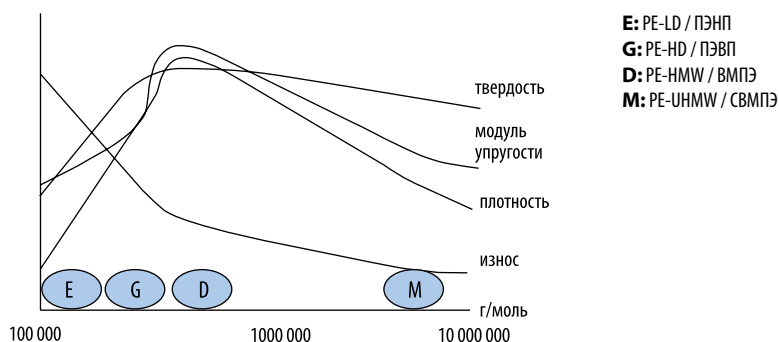 E: PE-LD / ПЭНП
G: PE-HD / ПЭВП
D: PE-HMW / ВМПЭ
M: PE-UHMW / СВМПЭ
твердость
модуль
упругости
плотность
износ
E G D M
г/моль
100 000 1000 000 10 000 000